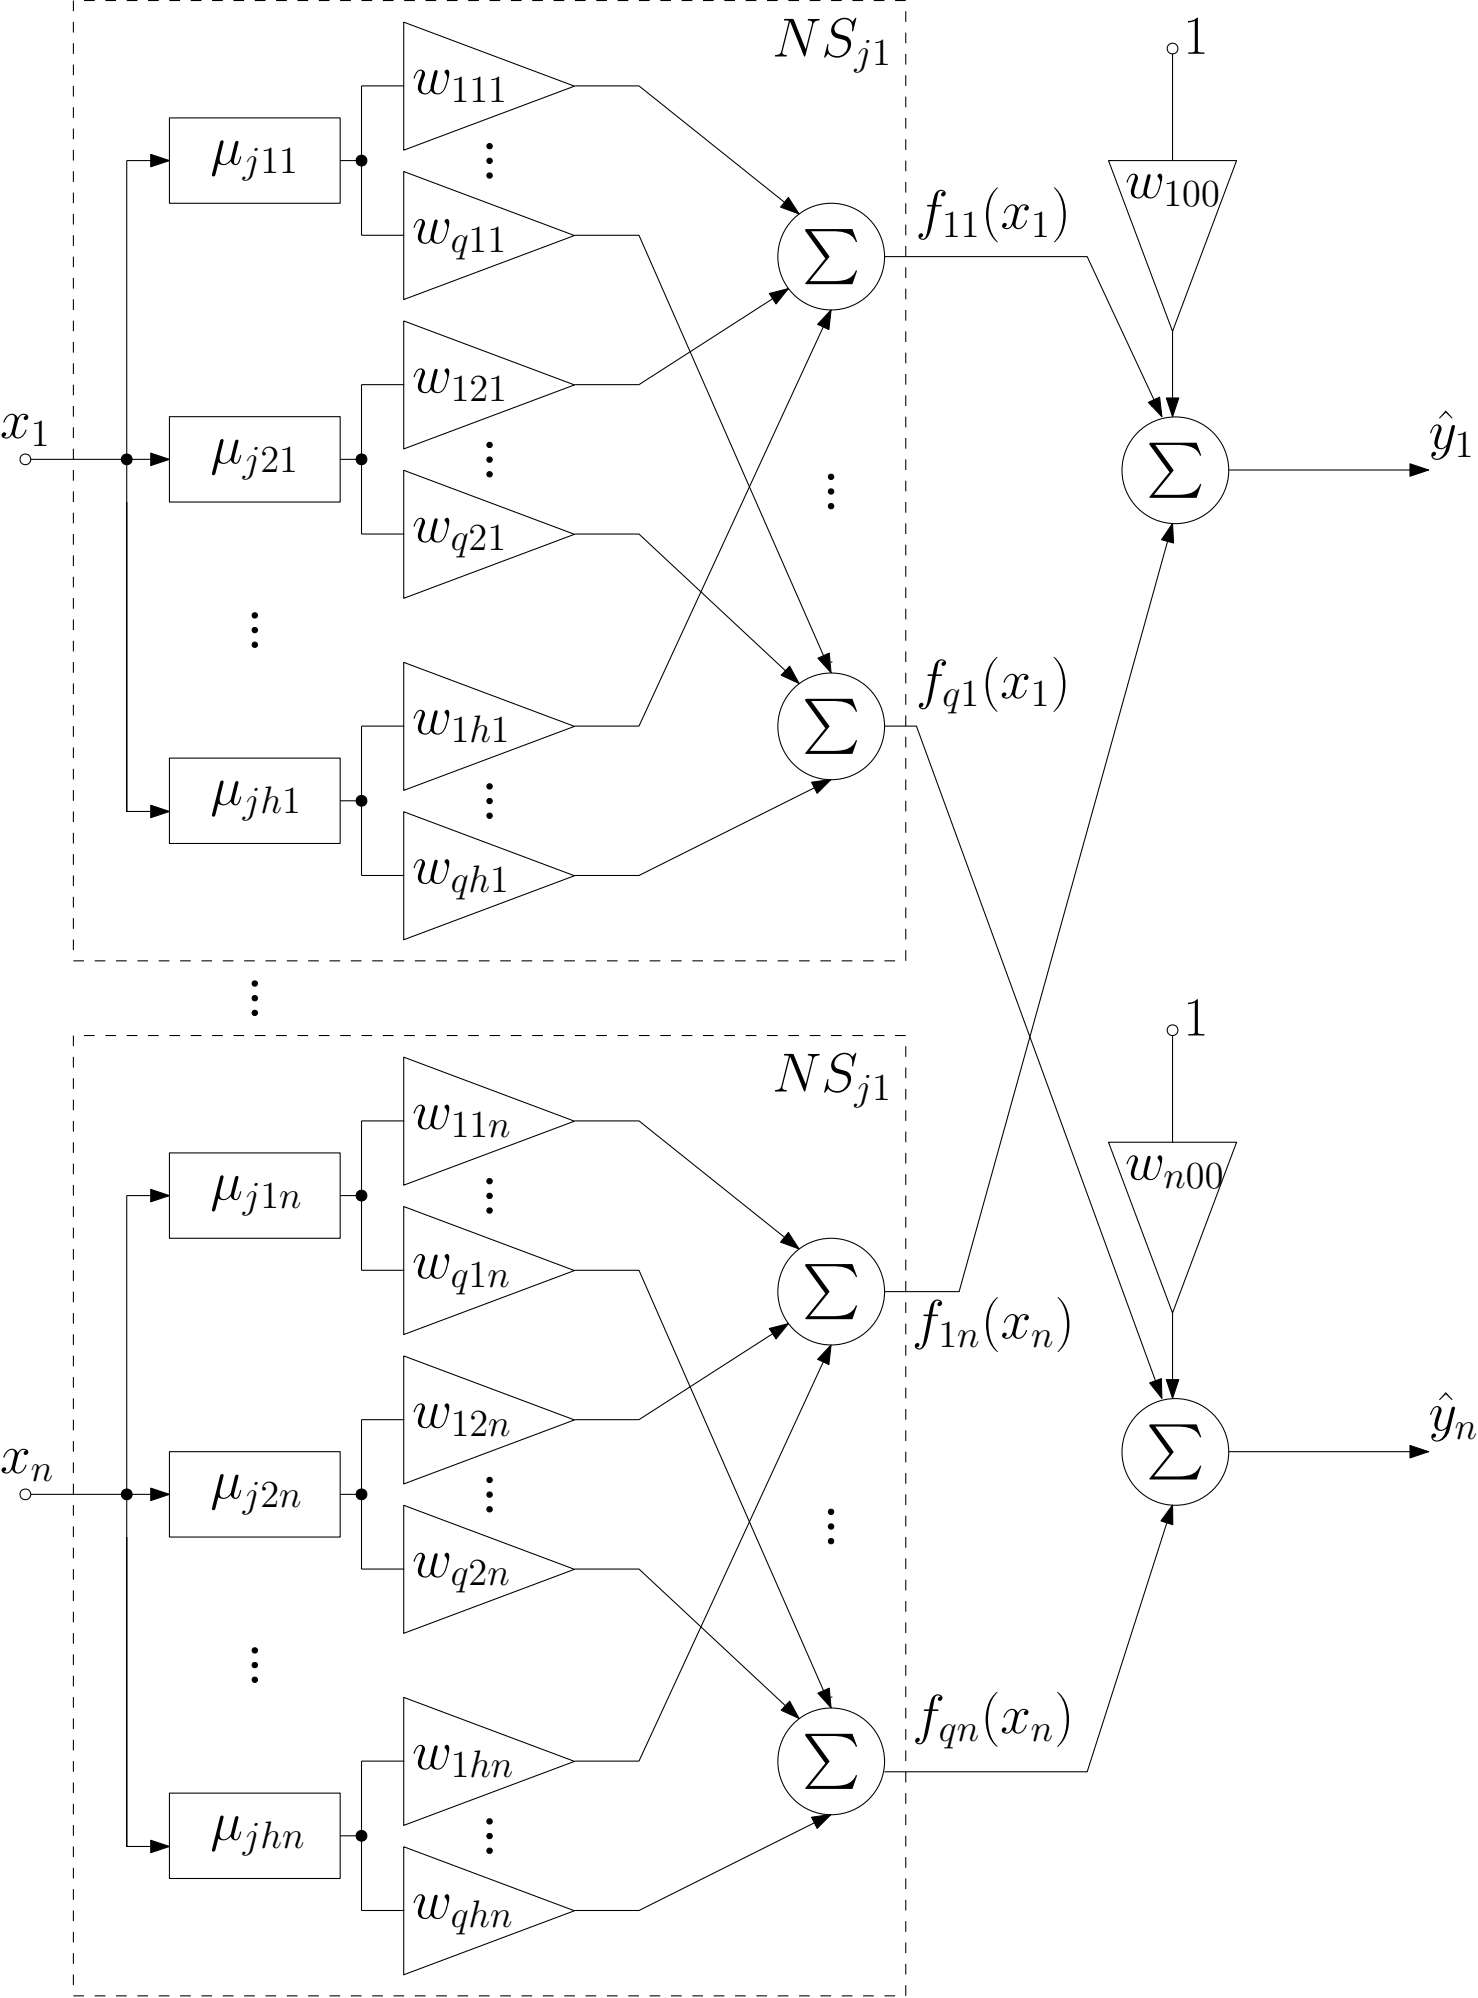 NS_{j1}
1
w_{111}
μ_{j11}
w_{100}
f_{11}(x_1)
w_{q11}
Σ
w_{121}
x_1
μ_{j21}
ŷ_1
Σ
w_{q21}
f_{q1}(x_1)
w_{1h1}
Σ
μ_{jh1}
w_{qh1}
1
NS_{j1}
w_{11n}
μ_{j1n}
w_{n00}
w_{q1n}
Σ
f_{1n}(x_n)
w_{12n}
ŷ_n
x_n
μ_{j2n}
Σ
w_{q2n}
f_{qn}(x_n)
w_{1hn}
Σ
μ_{jhn}
w_{qhn}